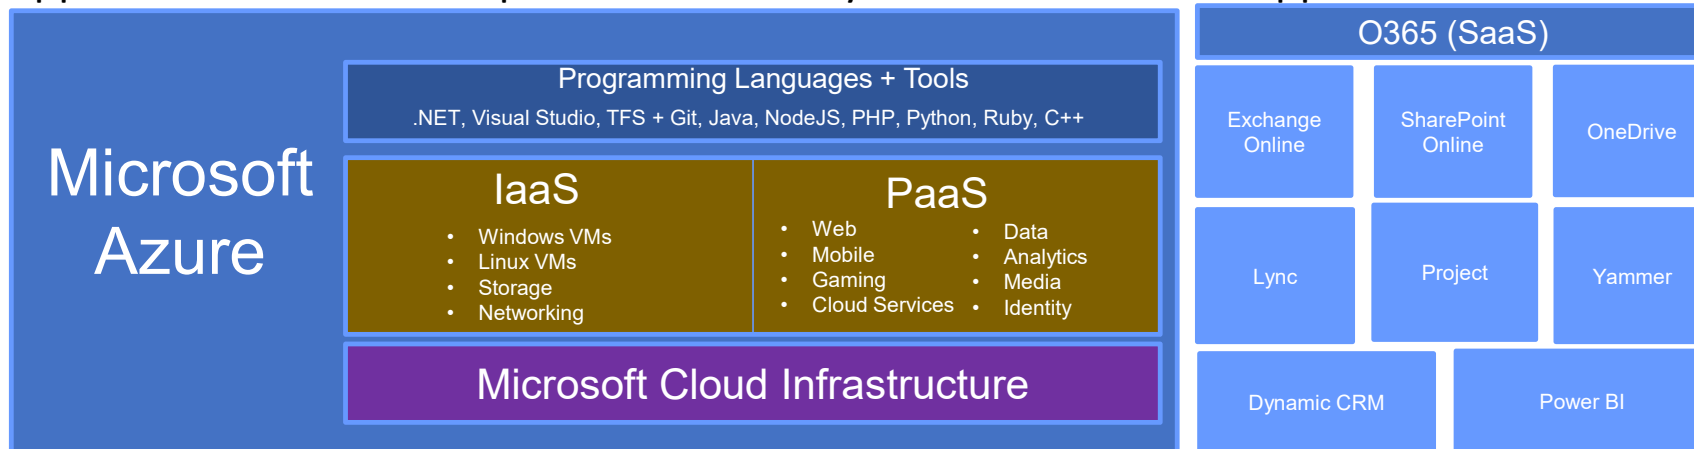 Microsoft
Azure
Programming Languages + Tools
.NET, Visual Studio, TFS + Git, Java, NodeJS, PHP, Python, Ruby, C++
IaaS
• Windows VMs
• Linux VMs
• Storage
• Networking
PaaS
• Web
• Mobile
• Gaming
• Cloud Services
• Data
• Analytics
• Media
• Identity
Microsoft Cloud Infrastructure
O365 (SaaS)
Exchange
Online
SharePoint
Online
OneDrive
Lync
Project
Yammer
Dynamic CRM
Power BI